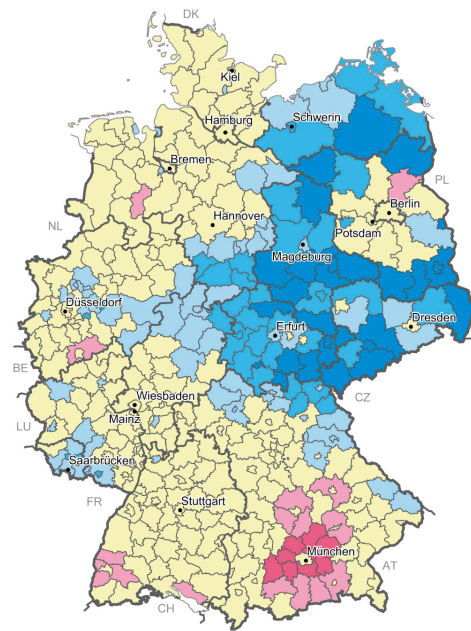 DK
Kiel
Schwerin
Hamburg
Bremen
PL
Berlin
Hannover
Potsdam
NL
Magdeburg
Düsseldorf
Dresden
Erfurt
BE
CZ
Wiesbaden
LU
Mainz
Saarbrücken
FR
Stuttgart
München
AT
CH